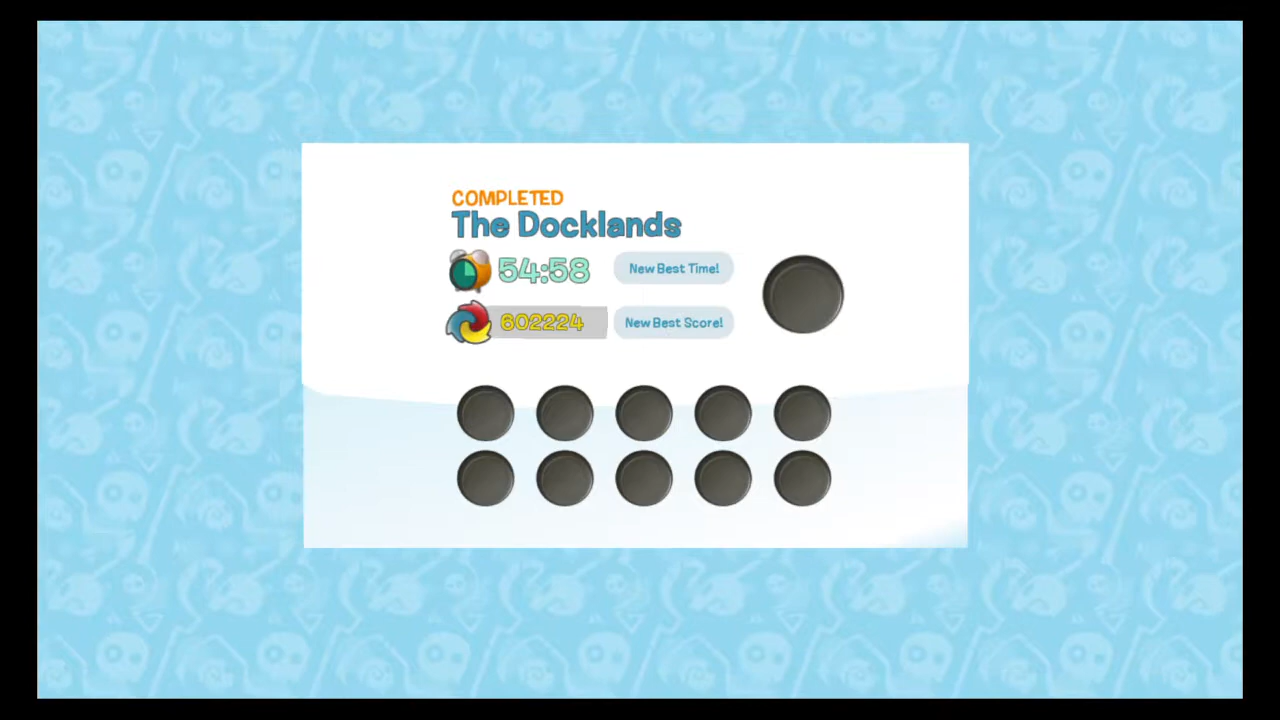 COMPLETED
The Docklands
54:58 New Best Time!
602224 New Best Score!